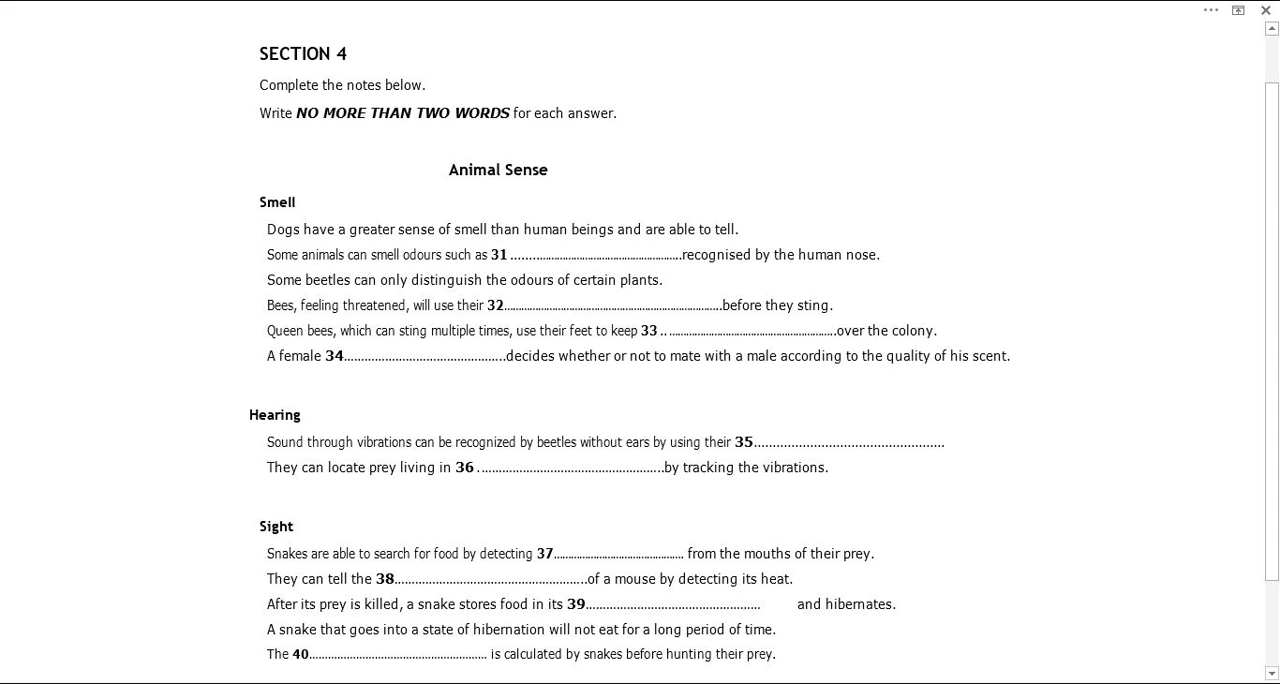 SECTION 4
Complete the notes below.
Write NO MORE THAN TWO WORDS for each answer.
Animal Sense
Smell
Dogs have a greater sense of smell than human beings and are able to tell.
Some animals can smell odours such as 31 ........................................................recognised by the human nose.
Some beetles can only distinguish the odours of certain plants.
Bees, feeling threatened, will use their 32................................................................before they sting.
Queen bees, which can sting multiple times, use their feet to keep 33 .. ..................................................over the colony.
A female 34...............................................decides whether or not to mate with a male according to the quality of his scent.
Hearing
Sound through vibrations can be recognized by beetles without ears by using their 35...................................................
They can locate prey living in 36 . .....................................................by tracking the vibrations.
Sight
Snakes are able to search for food by detecting 37.......................................... from the mouths of their prey.
They can tell the 38........................................................of a mouse by detecting its heat.
After its prey is killed, a snake stores food in its 39................................................... and hibernates.
A snake that goes into a state of hibernation will not eat for a long period of time.
The 40.................................................... is calculated by snakes before hunting their prey.